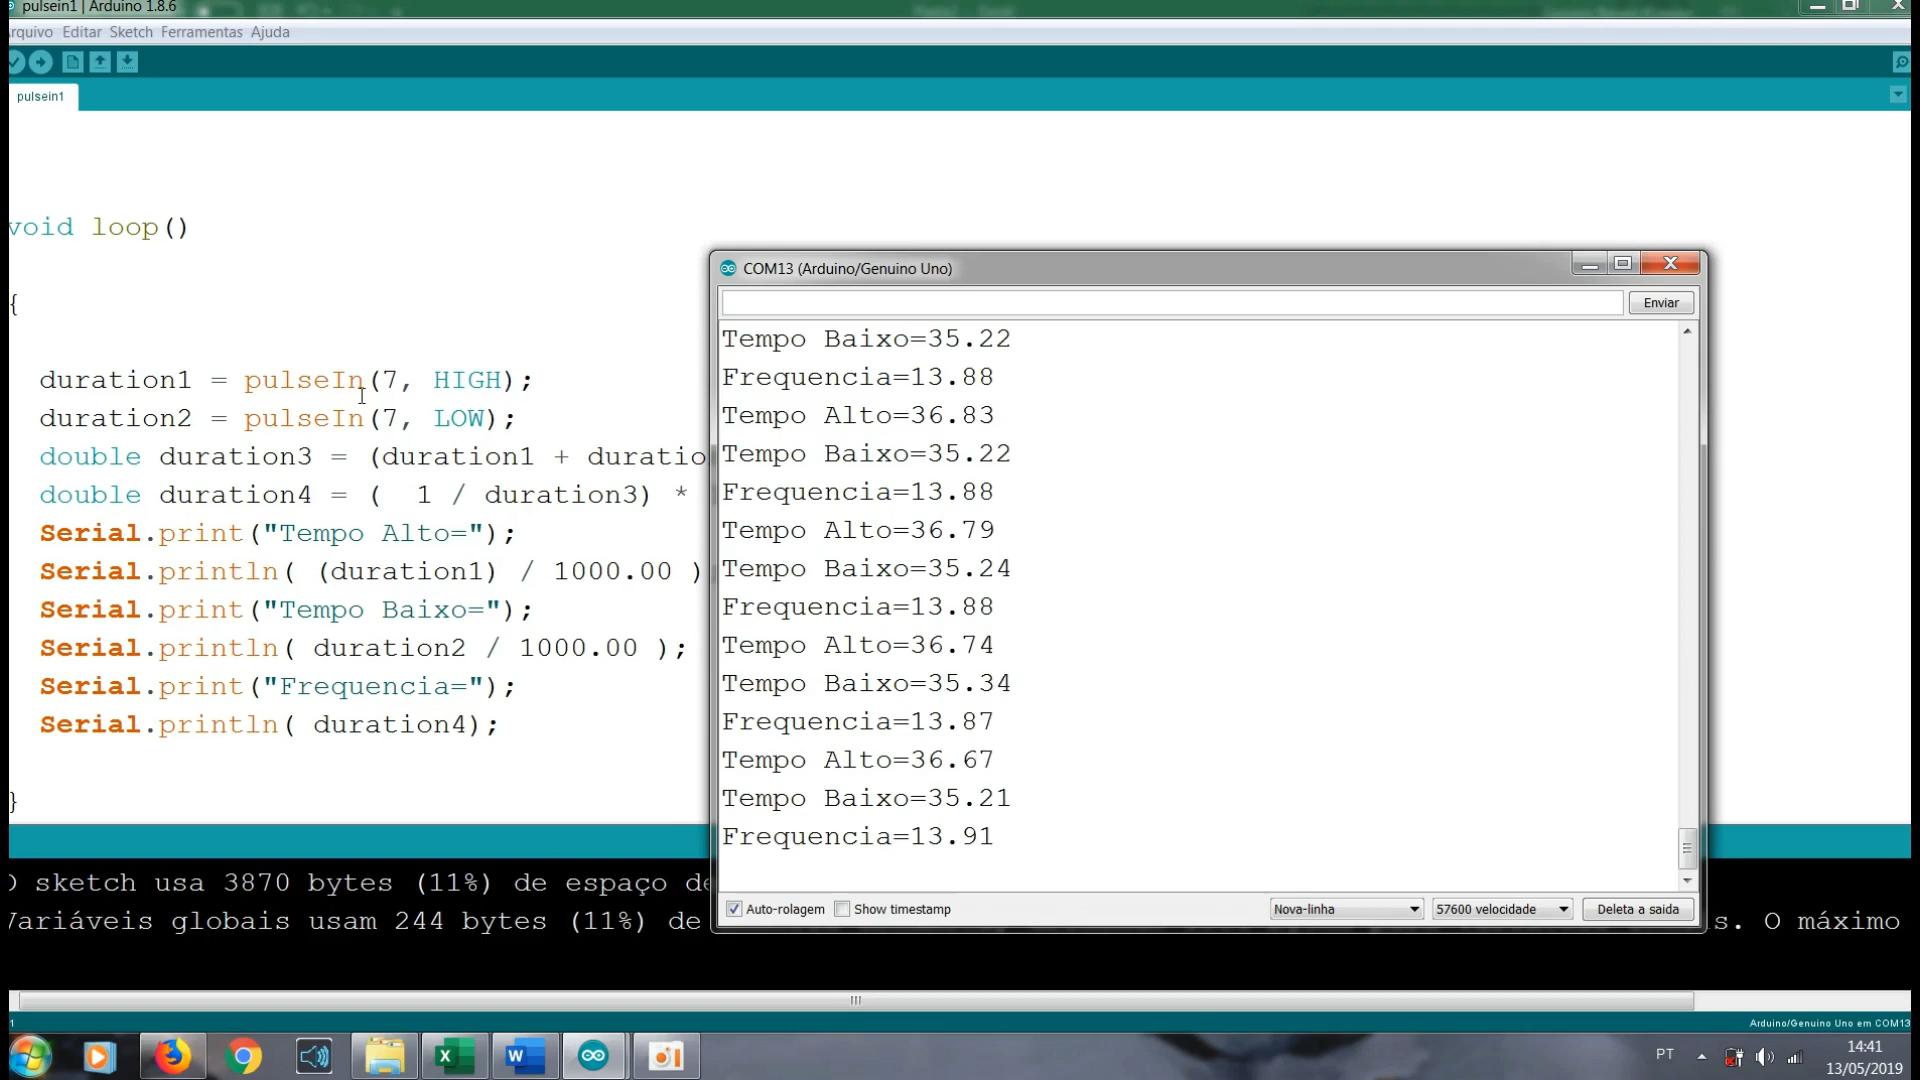 pulsein1 | Arduino 1.8.6
rquivo Editar Sketch Ferramentas Ajuda
pulsein1
void loop()
{
duration1 = pulseIn(7, HIGH);
duration2 = pulseIn(7, LOW);
double duration3 = (duration1 + duratio
double duration4 = ( 1 / duration3) *
Serial.print("Tempo Alto=");
Serial.println( (duration1) / 1000.00 )
Serial.print("Tempo Baixo=");
Serial.println( duration2 / 1000.00 );
Serial.print("Frequencia=");
Serial.println( duration4);
}
COM13 (Arduino/Genuino Uno)
Enviar
Tempo Baixo=35.22
Frequencia=13.88
Tempo Alto=36.83
Tempo Baixo=35.22
Frequencia=13.88
Tempo Alto=36.79
Tempo Baixo=35.24
Frequencia=13.88
Tempo Alto=36.74
Tempo Baixo=35.34
Frequencia=13.87
Tempo Alto=36.67
Tempo Baixo=35.21
Frequencia=13.91
Auto-rolagem Show timestamp Nova-linha 57600 velocidade Deleta a saida
O sketch usa 3870 bytes (11%) de espaço de
Variáveis globais usam 244 bytes (11%) de s. O máximo
1
Arduino/Genuino Uno em COM13
PT
14:41
13/05/2019